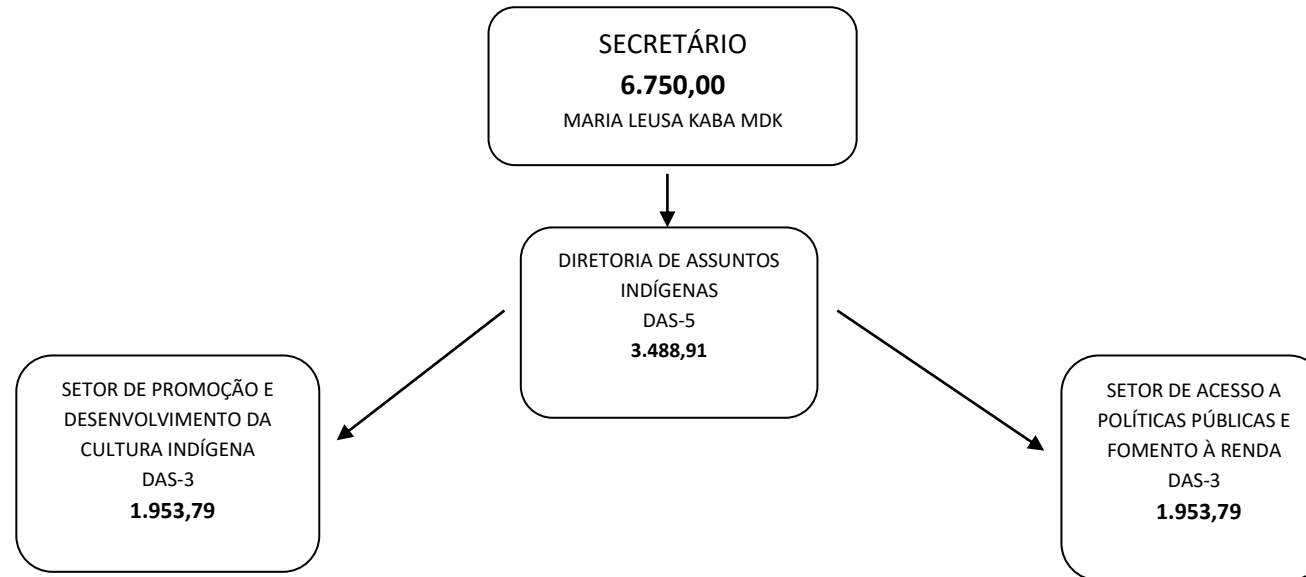 SECRETÁRIO
6.750,00
MARIA LEUSA KABA MDK
DIRETORIA DE ASSUNTOS
INDÍGENAS
DAS-5
3.488,91
SETOR DE PROMOÇÃO E
DESENVOLVIMENTO DA
CULTURA INDÍGENA
DAS-3
1.953,79
SETOR DE ACESSO A
POLÍTICAS PÚBLICAS E
FOMENTO À RENDA
DAS-3
1.953,79